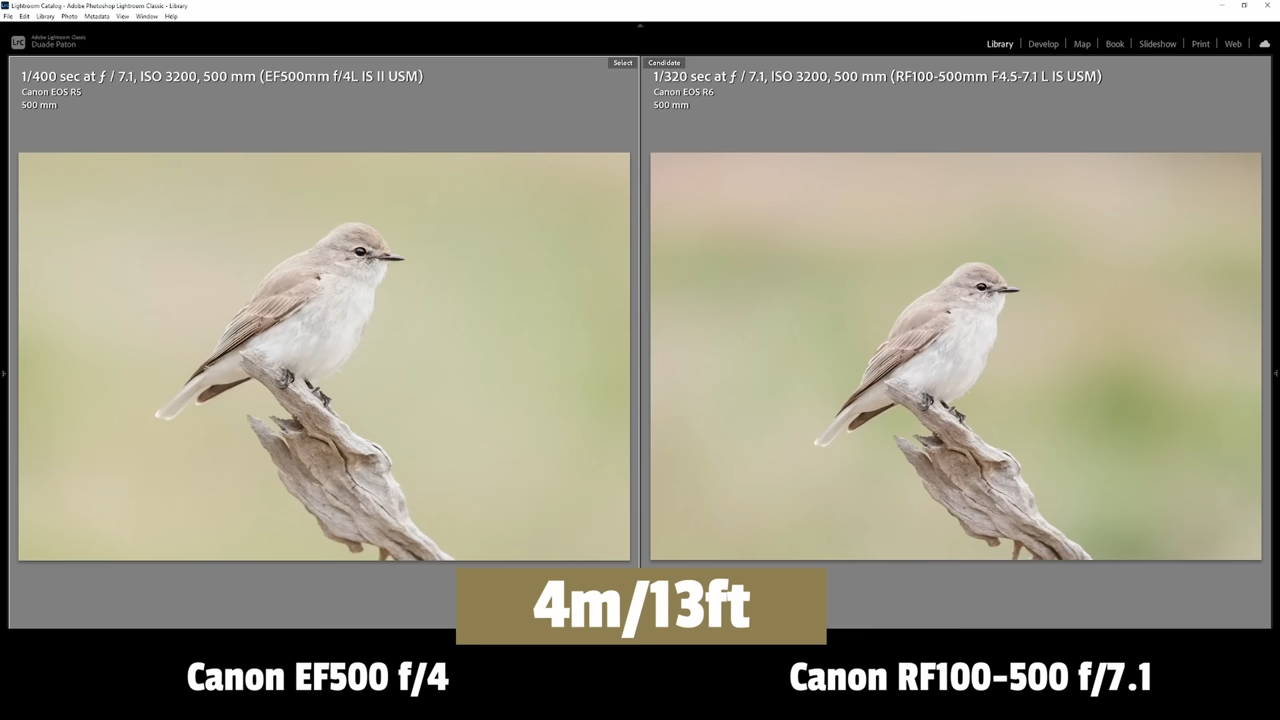 Lightroom Catalog - Adobe Photoshop Lightroom Classic - Library
File Edit Library Photo Metadata View Window Help
Lrc
Adobe Lightroom Classic
Duade Paton
Library | Develop | Map | Book | Slideshow | Print | Web
Select
Candidate
1/400 sec at ƒ / 7.1, ISO 3200, 500 mm (EF500mm f/4L IS II USM)
Canon EOS R5
500 mm
1/320 sec at ƒ / 7.1, ISO 3200, 500 mm (RF100-500mm F4.5-7.1 L IS USM)
Canon EOS R6
500 mm
4m/13ft
Canon EF500 f/4
Canon RF100-500 f/7.1